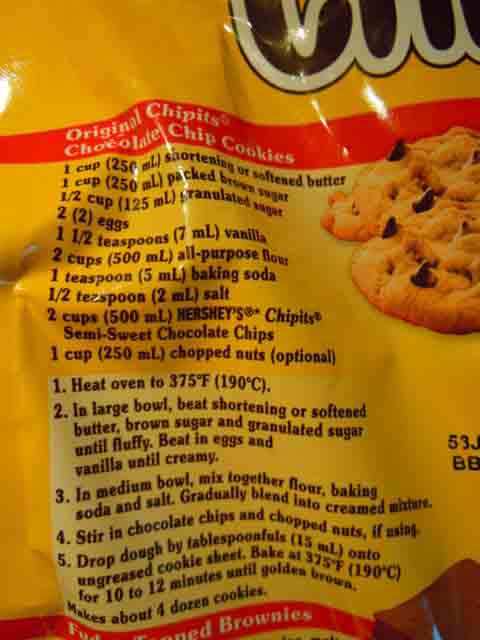 Original Chipits®
Chocolate Chip Cookies
1 cup (250 mL) shortening or softened butter
1 cup (250 mL) packed brown sugar
1/2 cup (125 mL) granulated sugar
2 (2) eggs
1 1/2 teaspoons (7 mL) vanilla
2 cups (500 mL) all-purpose flour
1 teaspoon (5 mL) baking soda
1/2 teaspoon (2 mL) salt
2 cups (500 mL) HERSHEY'S®* Chipits®
Semi-Sweet Chocolate Chips
1 cup (250 mL) chopped nuts (optional)
1. Heat oven to 375°F (190°C).
2. In large bowl, beat shortening or softened
butter, brown sugar and granulated sugar
until fluffy. Beat in eggs and
vanilla until creamy.
3. In medium bowl, mix together flour, baking
soda and salt. Gradually blend into creamed mixture.
4. Stir in chocolate chips and chopped nuts, if using.
5. Drop dough by tablespoonfuls (15 mL) onto
ungreased cookie sheet. Bake at 375°F (190°C)
for 10 to 12 minutes until golden brown.
Makes about 4 dozen cookies.
53J
BB
Brownies